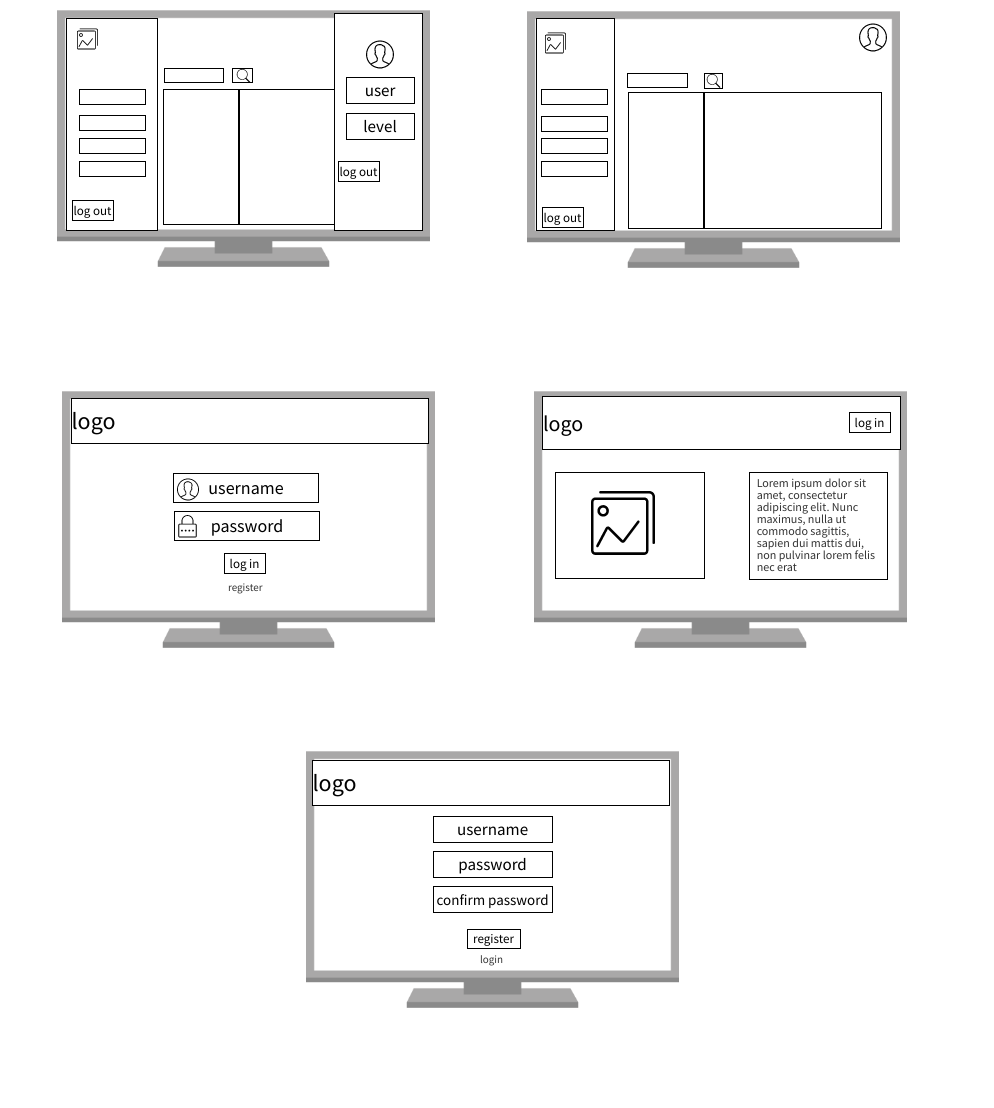 user
level
log out
log out
log out
logo
username
password
log in
register
logo
log in
Lorem ipsum dolor sit
amet, consectetur
adipiscing elit. Nunc
maximus, nulla ut
commodo sagittis,
sapien dui mattis dui,
non pulvinar lorem felis
nec erat
logo
username
password
confirm password
register
login